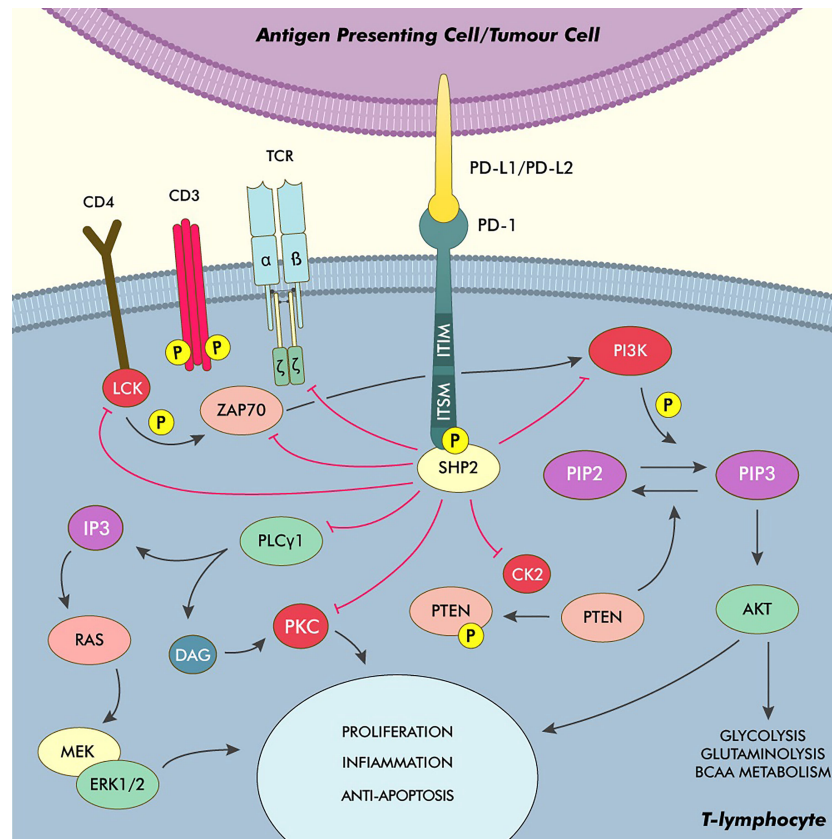 Antigen Presenting Cell/Tumour Cell
TCR
PD-L1/PD-L2
CD4
CD3
PD-1
α
ß
ITIM
P
P
ζ
ζ
PI3K
LCK
ITSM
P
ZAP70
P
P
SHP2
PIP2
PIP3
IP3
PLCγ1
CK2
PTEN
P
PTEN
AKT
RAS
PKC
DAG
PROLIFERATION
INFIAMMATION
ANTI-APOPTOSIS
MEK
ERK1/2
GLYCOLYSIS
GLUTAMINOLYSIS
BCAA METABOLISM
T-lymphocyte